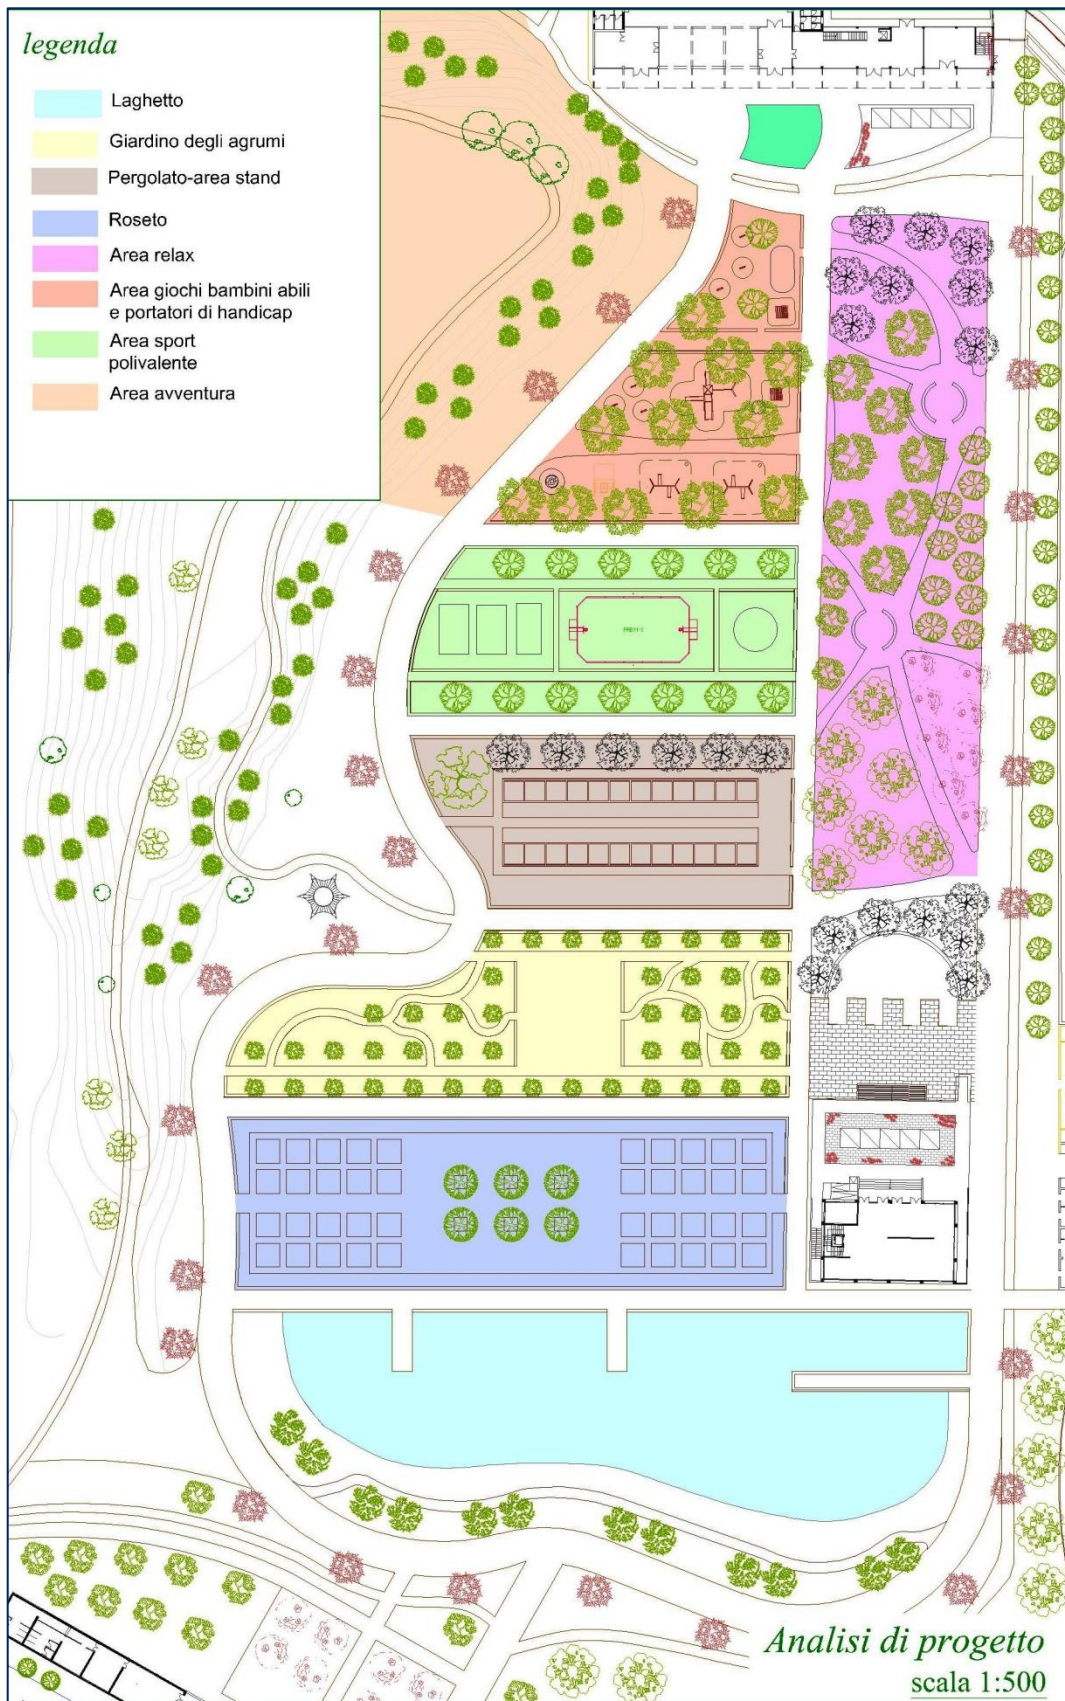 legenda
Laghetto
Giardino degli agrumi
Pergolato-area stand
Roseto
Area relax
Area giochi bambini abili
e portatori di handicap
Area sport
polivalente
Area avventura
Analisi di progetto
scala 1:500